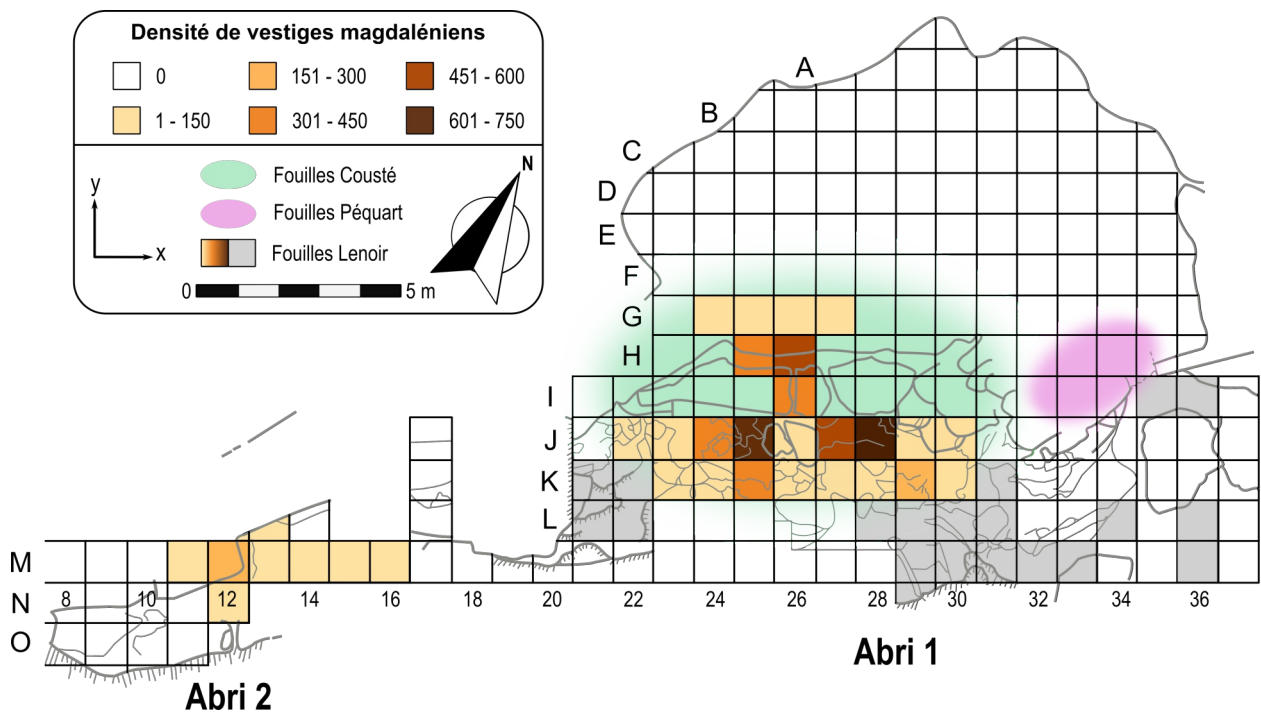 Densité de vestiges magdaléniens
0 151 - 300 451 - 600
1 - 150 301 - 450 601 - 750
y
x
Fouilles Cousté
Fouilles Péquart
Fouilles Lenoir
N
0 5 m
A
B
C
D
E
F
G
H
I
J
K
L
M
N
O
8 10 12 14 16 20 22 24 26 28 30 32 34 36
Abri 1
Abri 2